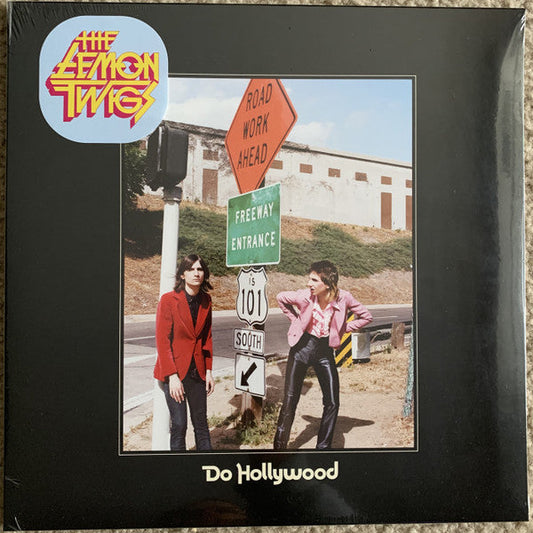 THE
LEMON
TWIGS
ROAD
WORK
AHEAD
FREEWAY
ENTRANCE
US
101
SOUTH
Do Hollywood